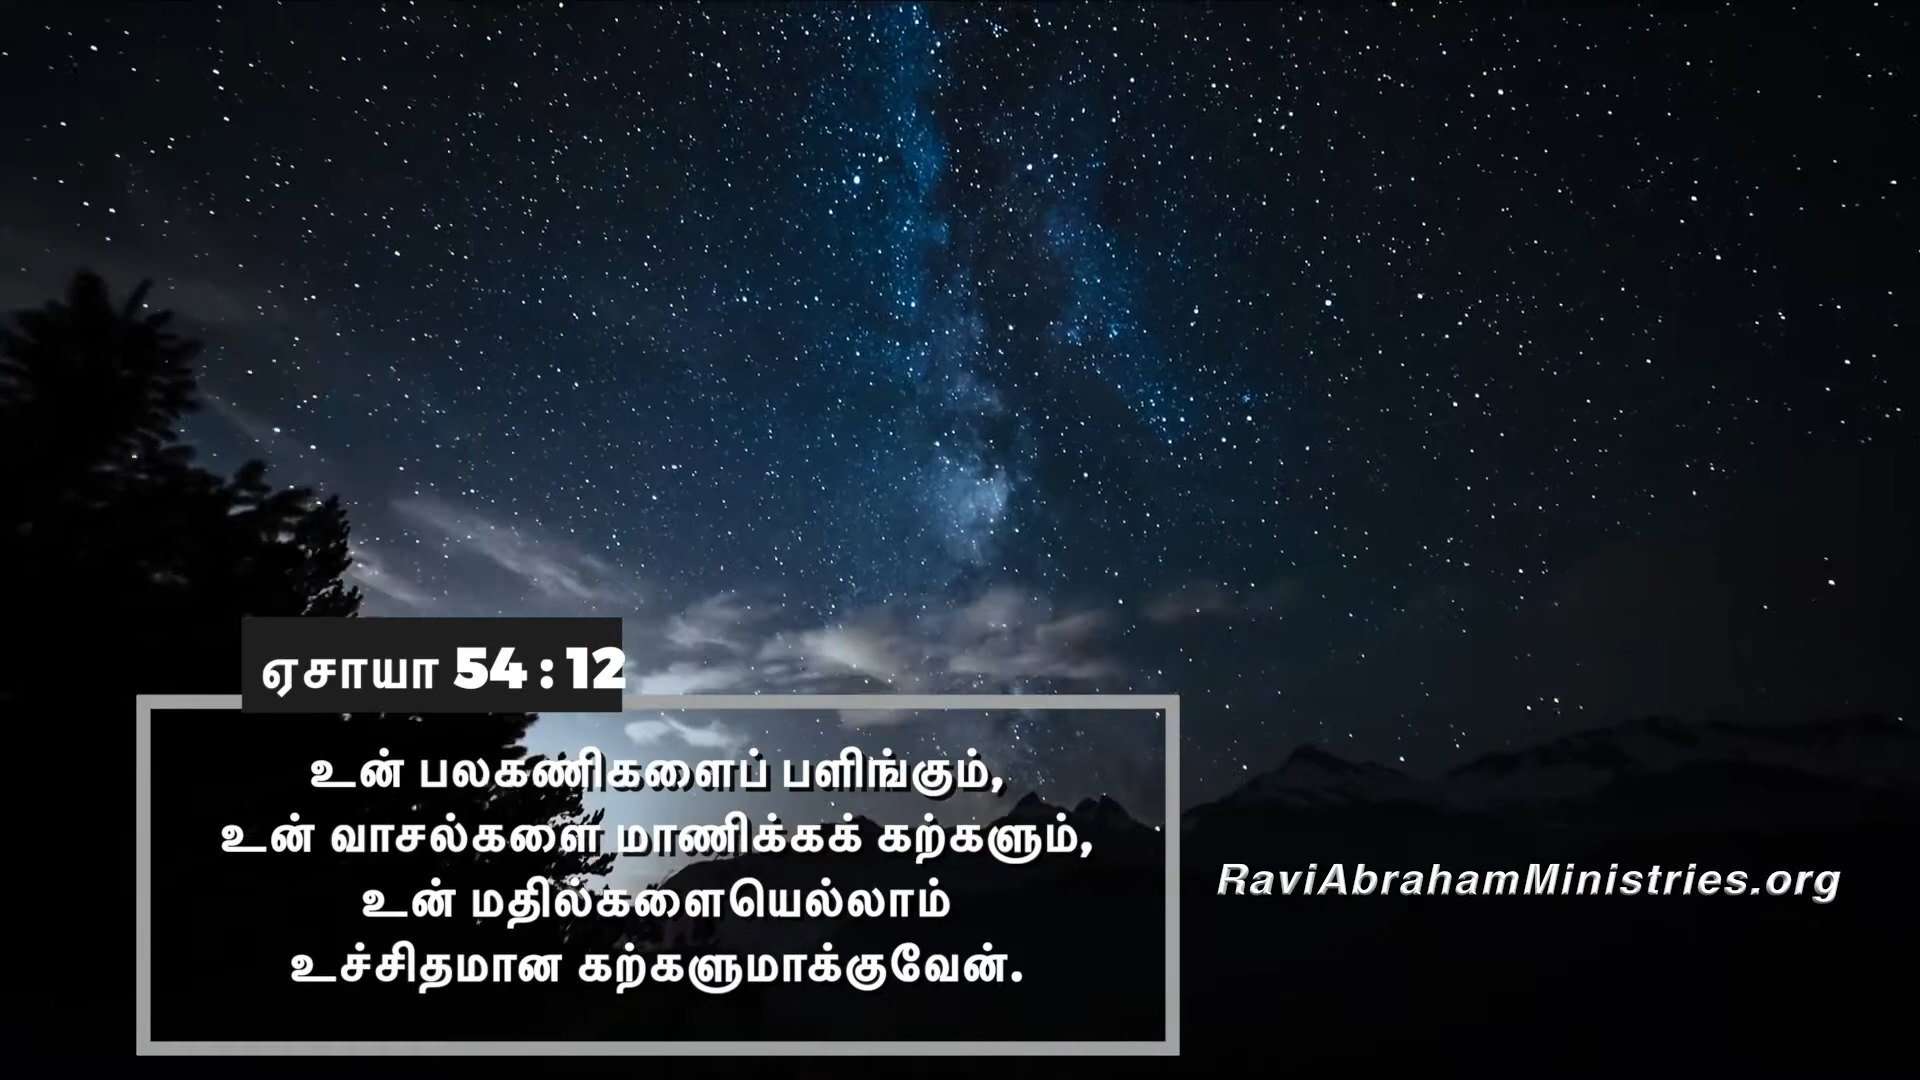 ஏசாயா 54 : 12
உன் பலகணிகளைப் பளிங்கும்,
உன் வாசல்களை மாணிக்கக் கற்களும்,
உன் மதில்களையெல்லாம்
உச்சிதமான கற்களுமாக்குவேன்.
RaviAbrahamMinistries.org